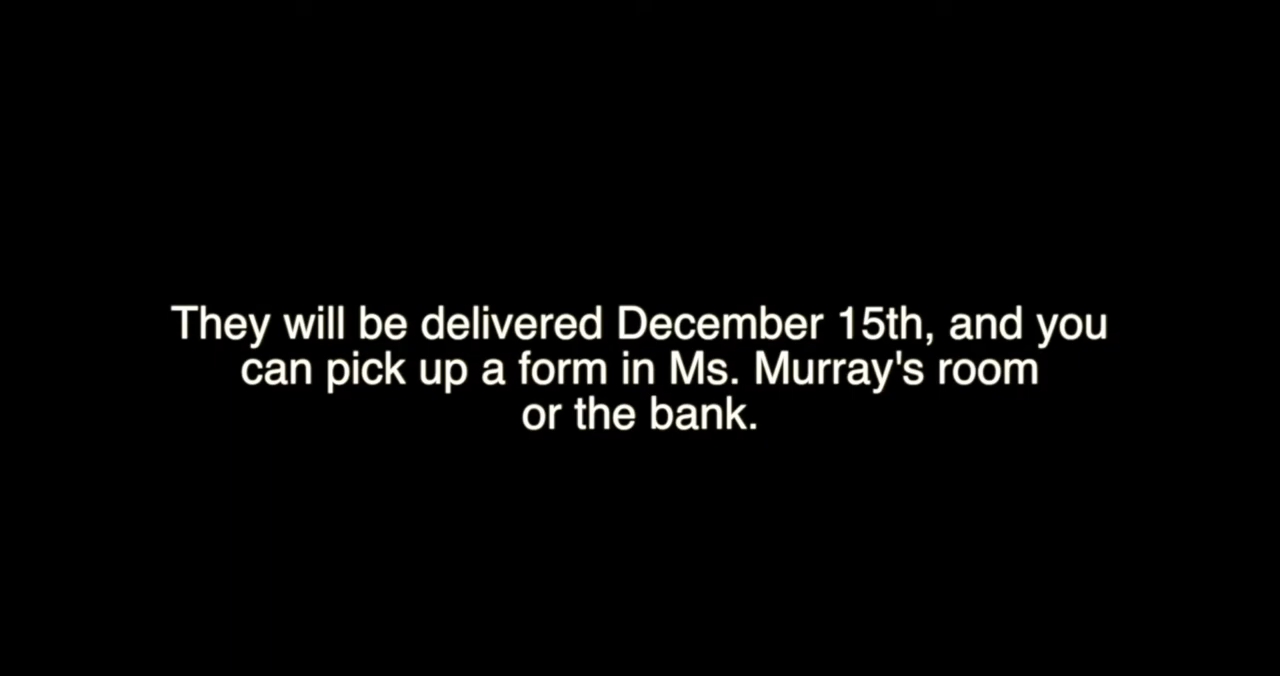 They will be delivered December 15th, and you
can pick up a form in Ms. Murray's room
or the bank.